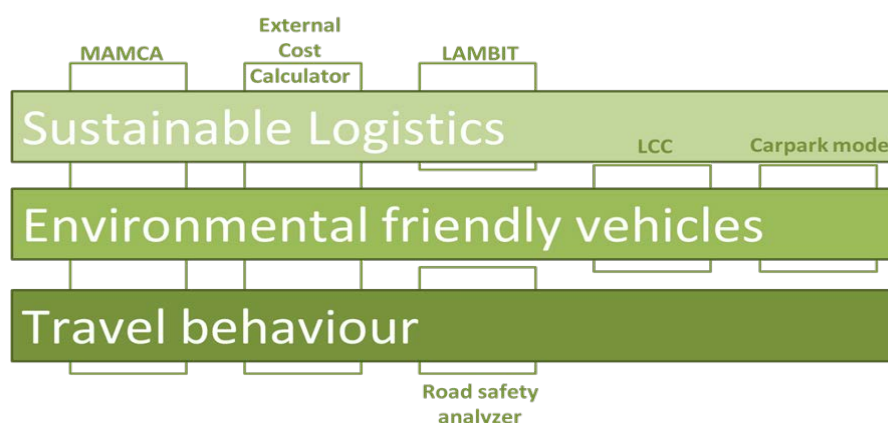 External
Cost
Calculator
MAMCA
LAMBIT
Sustainable Logistics
LCC
Carpark mode
Environmental friendly vehicles
Travel behaviour
Road safety
analyzer